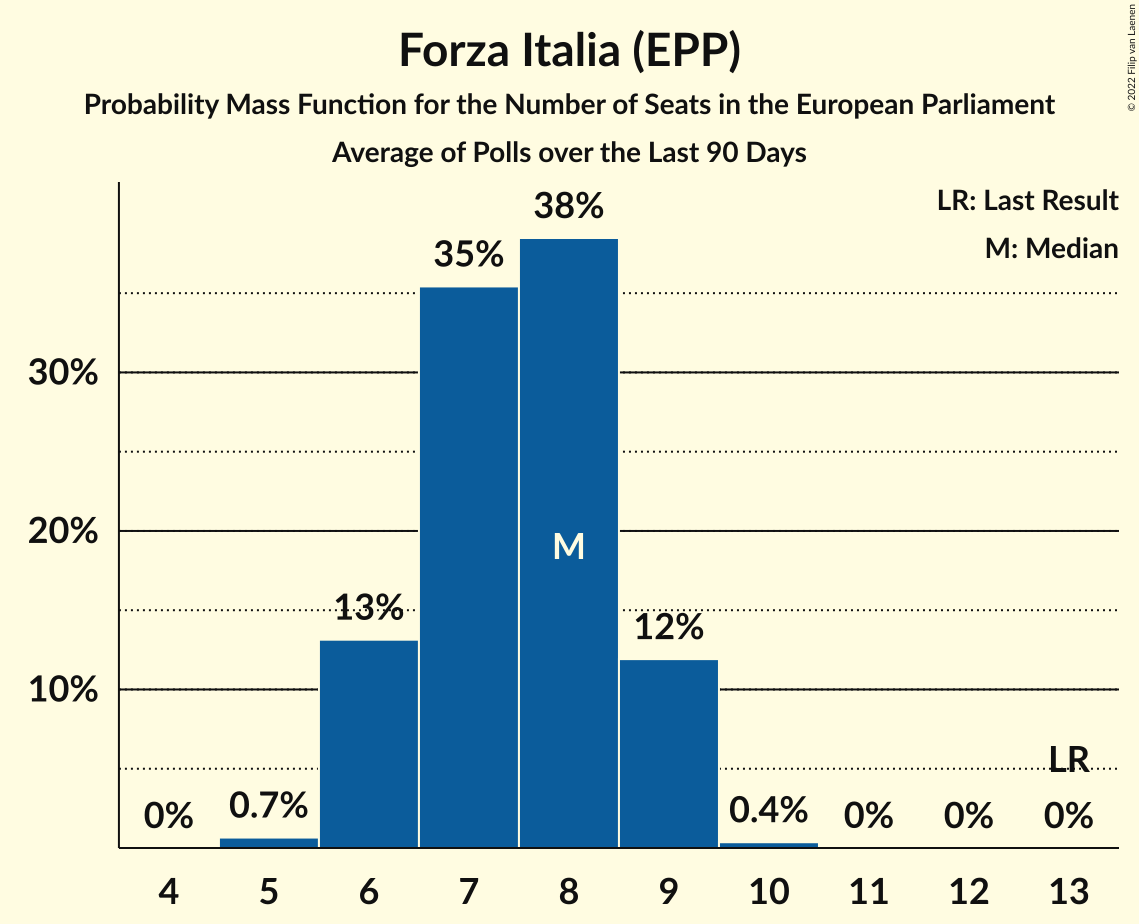 Forza Italia (EPP)
Probability Mass Function for the Number of Seats in the European Parliament
Average of Polls over the Last 90 Days
© 2022 Filip van Laenen
LR: Last Result
M: Median
38%
35%
30%
20%
M
13%
12%
10%
LR
0%
0.7%
0.4%
0%
0%
0%
4 5 6 7 8 9 10 11 12 13